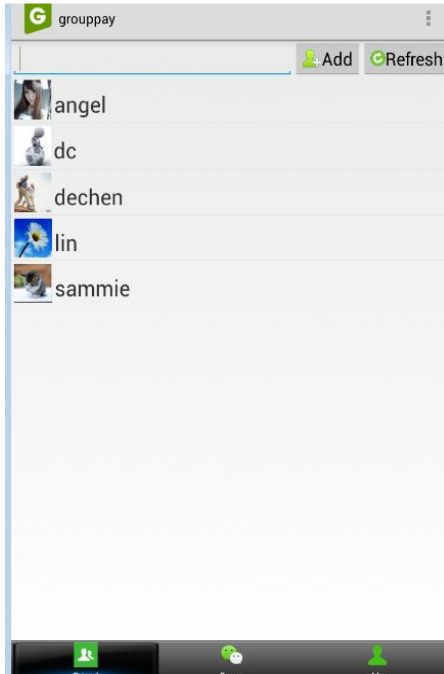 G grouppay
Add Refresh
angel
dc
dechen
lin
sammie